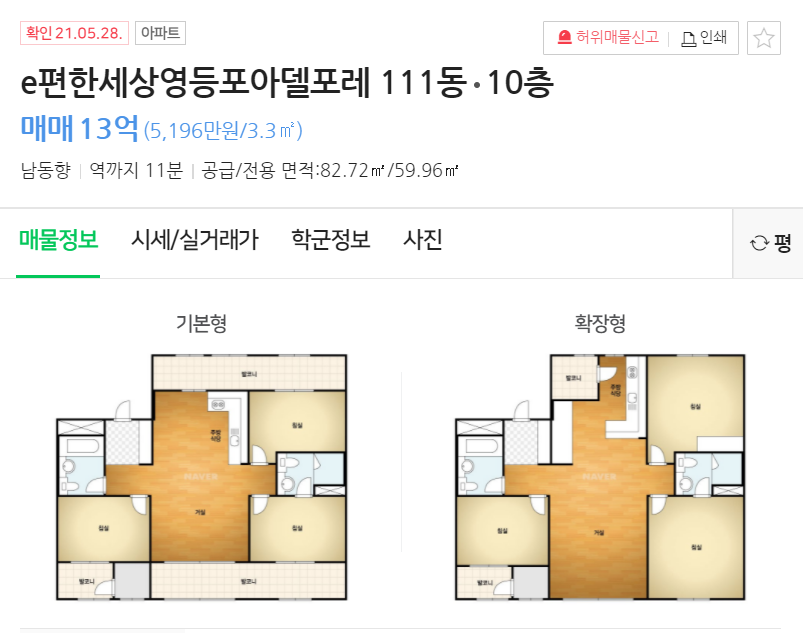 확인 21.05.28. 아파트
허위매물신고 인쇄
e편한세상영등포아델포레 111동 · 10층
매매 13억 (5,196만원/3.3㎡)
남동향 역까지 11분 공급/전용 면적:82.72㎡/59.96㎡
매물정보 시세/실거래가 학군정보 사진 평
기본형 확장형
발코니
발코니
주방
식당
침실
침실
주방
식당
NAVER
NAVER
거실
침실
침실
침실
거실
침실
발코니
발코니
발코니